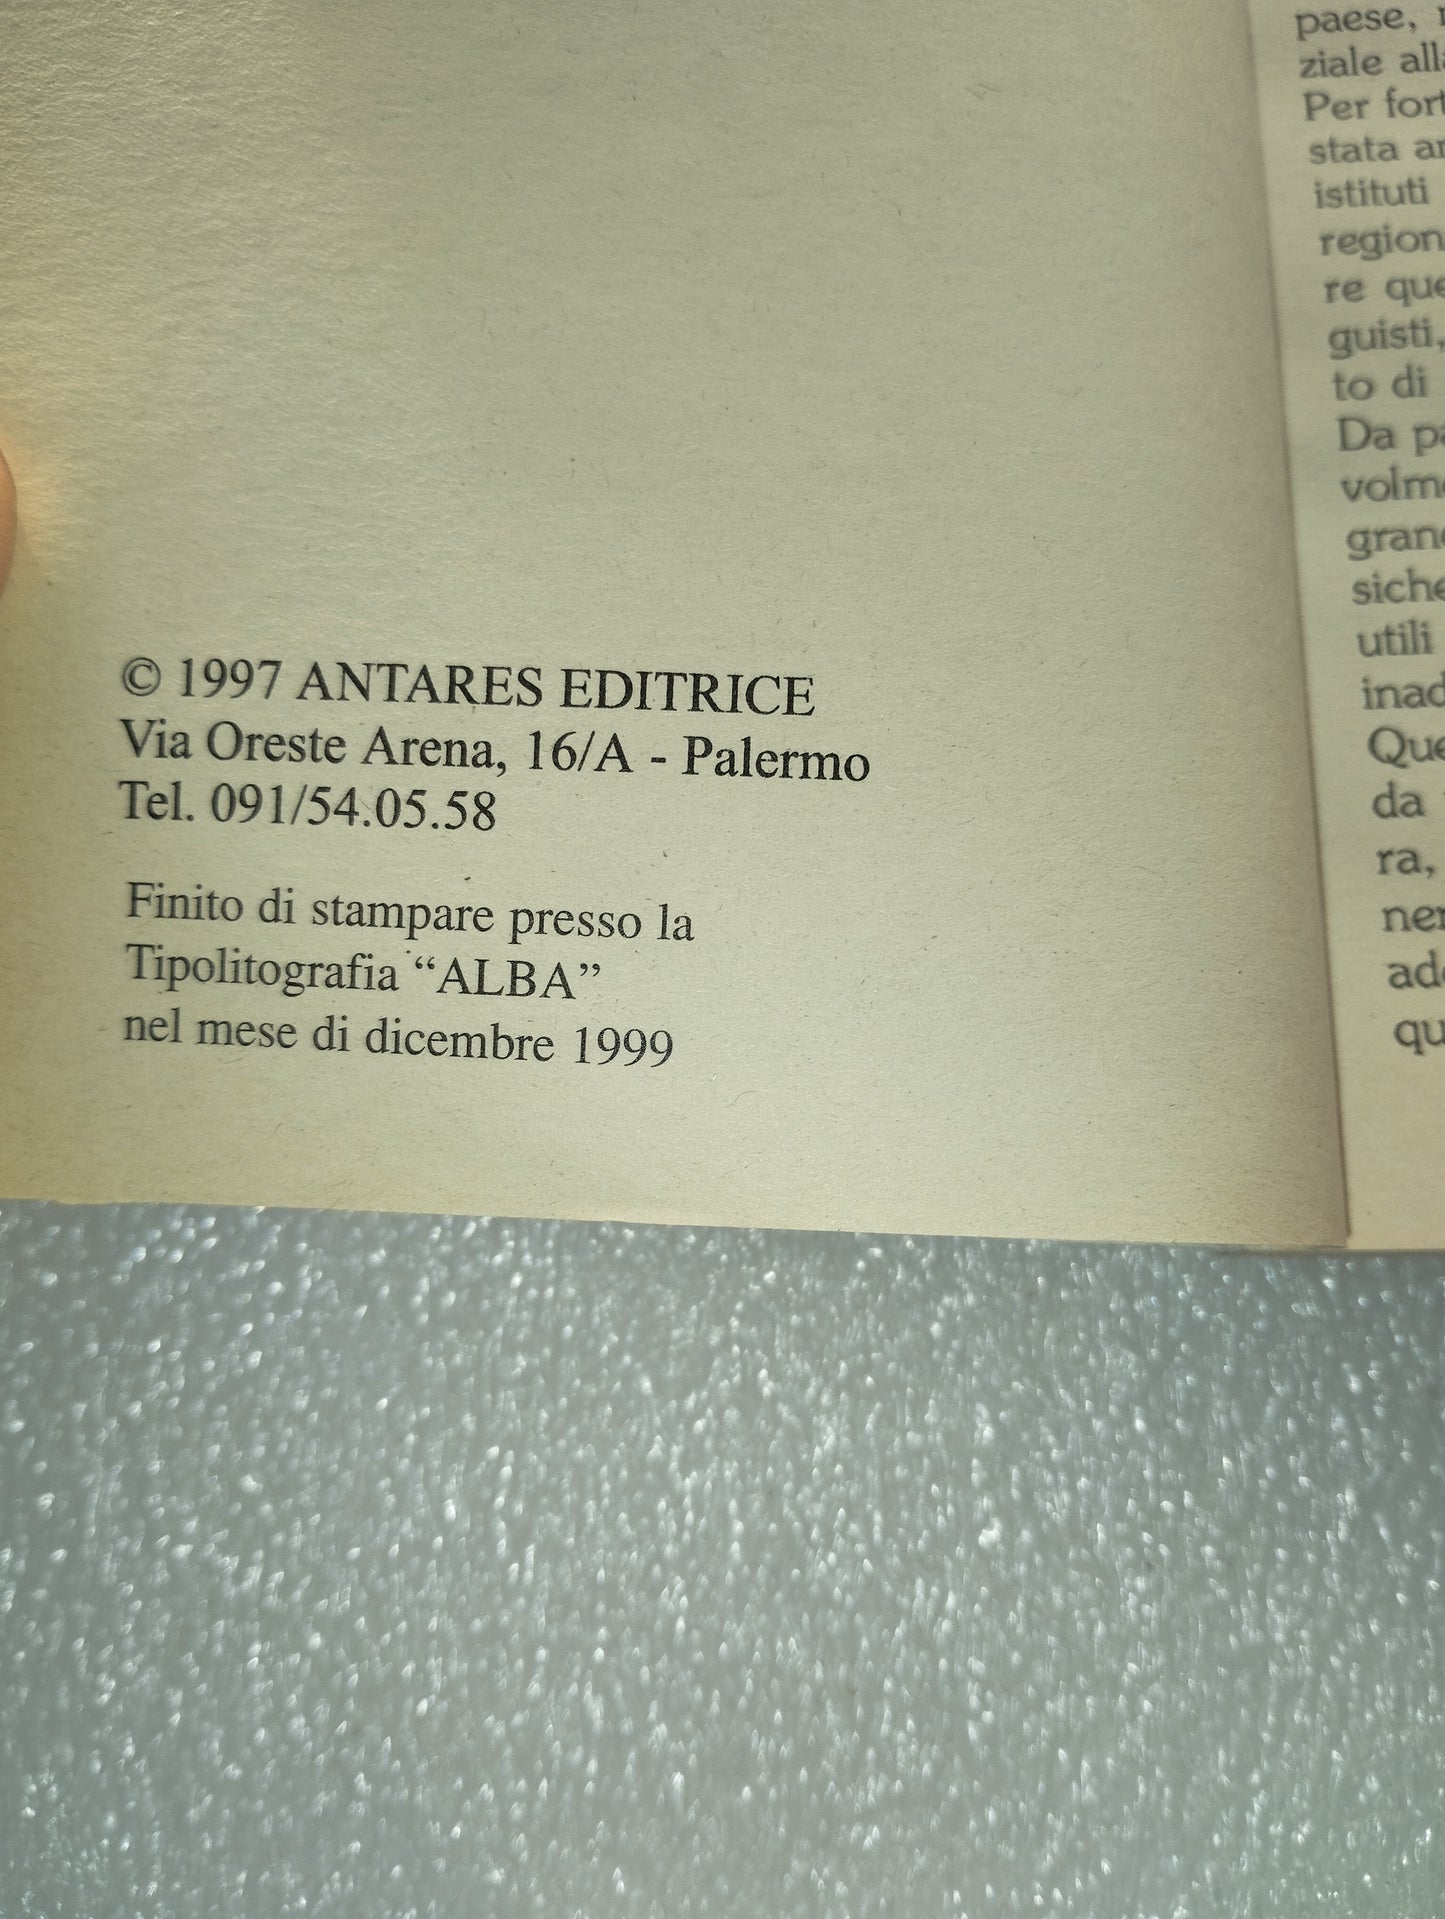 © 1997 ANTARES EDITRICE
Via Oreste Arena, 16/A - Palermo
Tel. 091/54.05.58
Finito di stampare presso la
Tipolitografia “ALBA”
nel mese di dicembre 1999
paese,
ziale
Per
stata
istituti
re
guisti,
to di
Da
utili
da
ra,